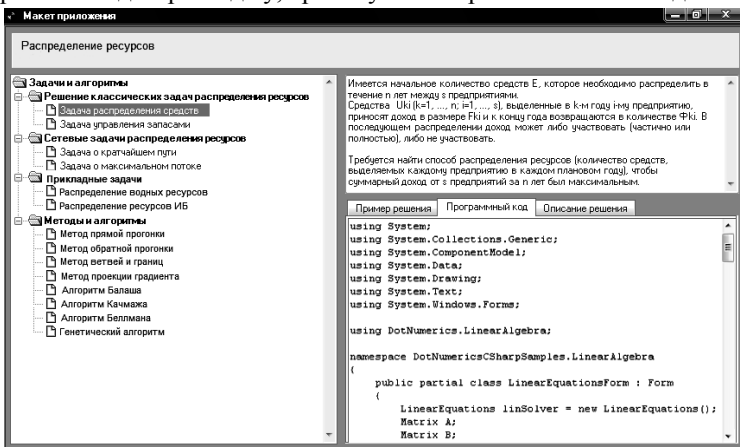 Макет приложения
Распределение ресурсов
Задачи и алгоритмы
Решение классических задач распределения ресурсов
Задача распределения средств
Задача управления запасами
Сетевые задачи распределения ресурсов
Задача о кратчайшем пути
Задача о максимальном потоке
Прикладные задачи
Распределение водных ресурсов
Распределение ресурсов ИБ
Методы и алгоритмы
Метод прямой прогонки
Метод обратной прогонки
Метод ветвей и границ
Метод проекции градиента
Алгоритм Балаша
Алгоритм Качмажа
Алгоритм Беллмана
Генетический алгоритм
Имеется начальное количество средств E, которое необходимо распределить в
течение n лет между s предприятиями.
Средства Uki (k=1, ..., n; i=1, ..., s), выделенные в k-м году i-му предприятию,
приносят доход в размере Fki и к концу года возвращаются в количестве Фki. В
последующем распределении доход может либо участвовать (частично или
полностью), либо не участвовать.
Требуется найти способ распределения ресурсов (количество средств,
выделяемых каждому предприятию в каждом плановом году), чтобы
суммарный доход от s предприятий за n лет был максимальным.
Пример решения Программный код Описание решения
using System;
using System.Collections.Generic;
using System.ComponentModel;
using System.Data;
using System.Drawing;
using System.Text;
using System.Windows.Forms;
using DotNumerics.LinearAlgebra;
namespace DotNumericsCSharpSamples.LinearAlgebra
{
public partial class LinearEquationsForm : Form
{
LinearEquations linSolver = new LinearEquations();
Matrix A;
Matrix B;